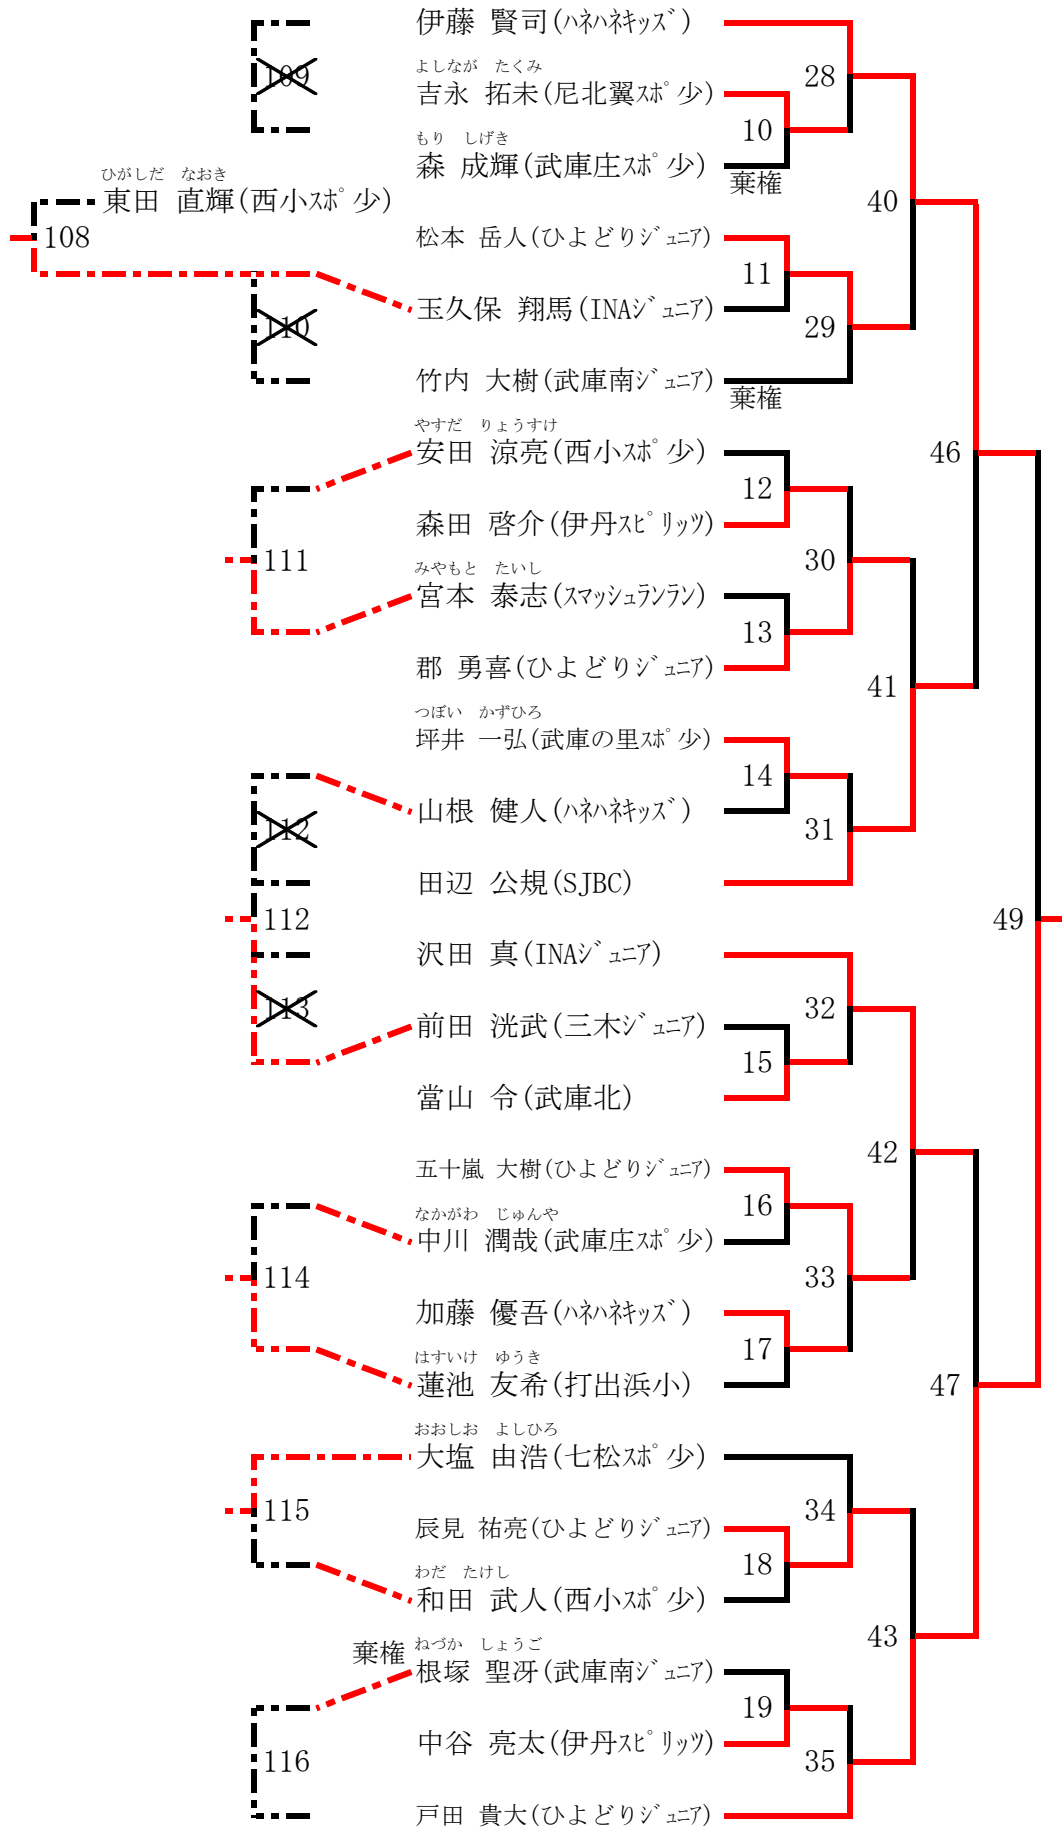 伊藤 賢司(ハネハネキッズ)
109
28
よしなが たくみ
吉永 拓未(尼北翼スポ少)
10
もり しげき
森 成輝(武庫庄スポ少)
棄権
ひがしだ なおき
東田 直輝(西小スポ少)
40
108
松本 岳人(ひよどりジュニア)
11
玉久保 翔馬(INAジュニア)
110
29
竹内 大樹(武庫南ジュニア)
棄権
やすだ りょうすけ
安田 涼亮(西小スポ少)
46
12
森田 啓介(伊丹スピリッツ)
111
30
みやもと たいし
宮本 泰志(スマッシュランラン)
13
郡 勇喜(ひよどりジュニア)
41
つぼい かずひろ
坪井 一弘(武庫の里スポ少)
14
山根 健人(ハネハネキッズ)
112
31
田辺 公規(SJBC)
112
49
沢田 真(INAジュニア)
113
32
前田 洸武(三木ジュニア)
15
當山 令(武庫北)
42
五十嵐 大樹(ひよどりジュニア)
16
なかがわ じゅんや
中川 潤哉(武庫庄スポ少)
114
33
加藤 優吾(ハネハネキッズ)
17
はすいけ ゆうき
蓮池 友希(打出浜小)
47
おおしお よしひろ
大塩 由浩(七松スポ少)
115
34
辰見 祐亮(ひよどりジュニア)
18
わだ たけし
和田 武人(西小スポ少)
43
棄権
ねづか しょうご
根塚 聖冴(武庫南ジュニア)
19
中谷 亮太(伊丹スピリッツ)
116
35
戸田 貴大(ひよどりジュニア)